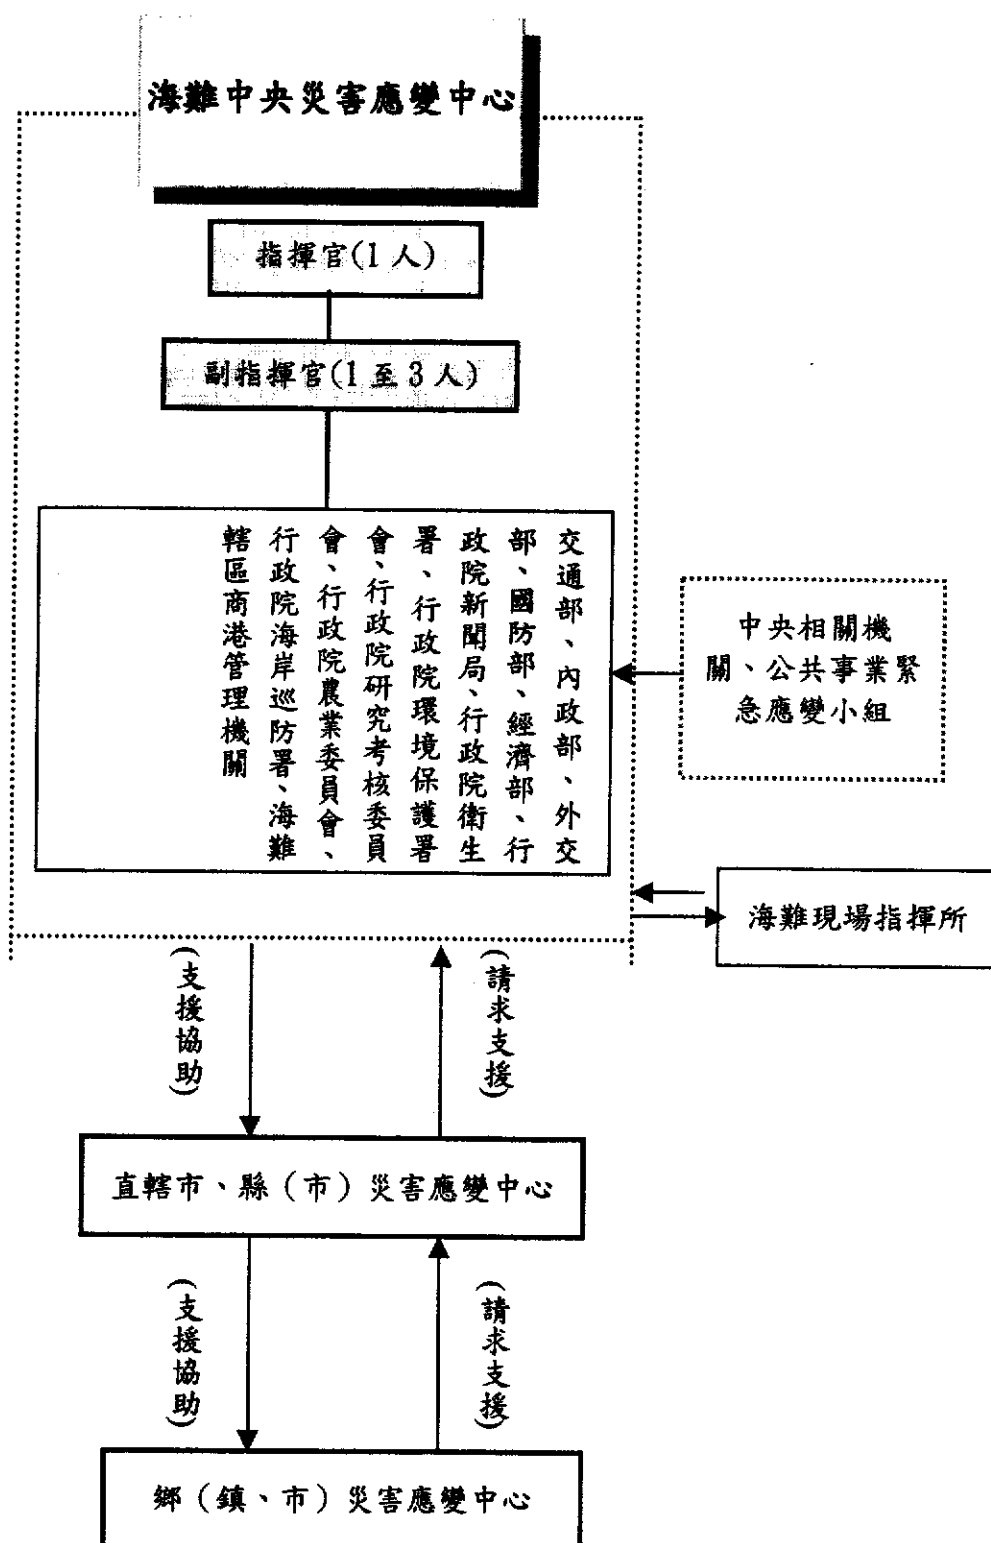 海難中央災害應變中心
指揮官(1人)
副指揮官(1至3人)
交通部、內政部、外交
部、國防部、經濟部、行
政院新聞局、行政院衛生
署、行政院環境保護署
會、行政院研究考核委員
會、行政院農業委員會、
行政院海岸巡防署、海難
轄區商港管理機關
中央相關機
關、公共事業緊
急應變小組
海難現場指揮所
(支援協助)
(請求支援)
直轄市、縣（市）災害應變中心
(支援協助)
(請求支援)
鄉（鎮、市）災害應變中心